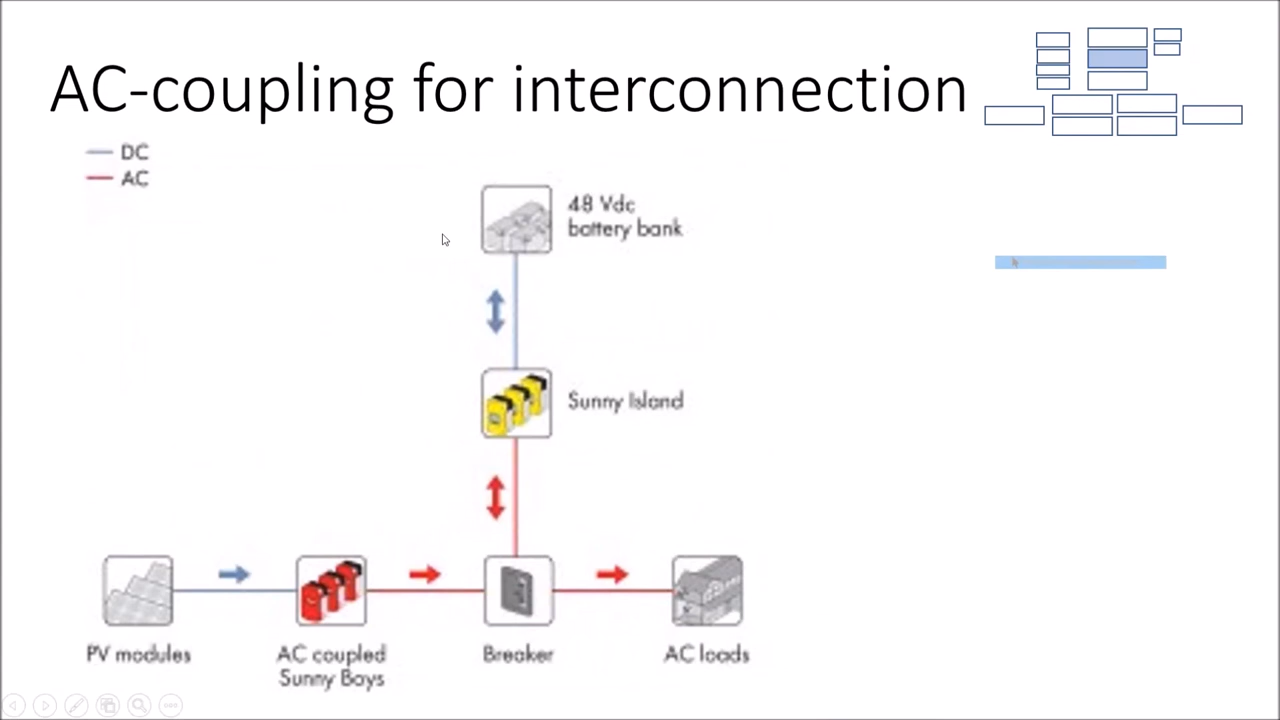 AC-coupling for interconnection
DC
AC
48 Vdc
battery bank
Sunny Island
PV modules
AC coupled
Sunny Boys
Breaker
AC loads